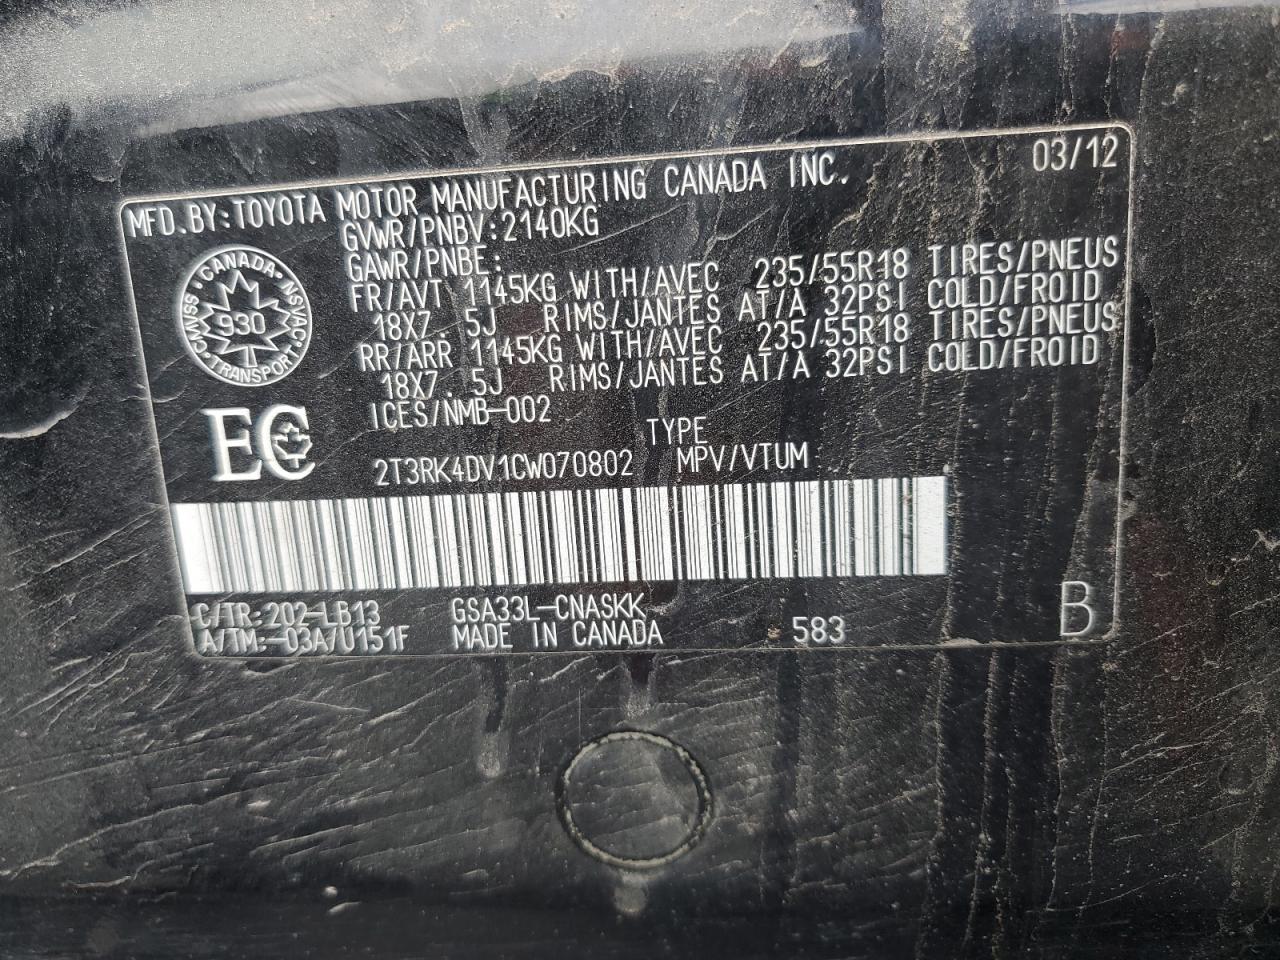 MFD.BY:TOYOTA MOTOR MANUFACTURING CANADA INC. 03/12
GVWR/PNBV:2140KG
GAWR/PNBE:
FR/AVT 1145KG WITH/AVEC 235/55R18 TIRES/PNEUS
18X7.5J RIMS/JANTES AT/A 32PSI COLD/FROID
RR/ARR 1145KG WITH/AVEC 235/55R18 TIRES/PNEUS
18X7.5J RIMS/JANTES AT/A 32PSI COLD/FROID
CANADA · NSVAC · TRANSPORT · CMVSS
930
EC
ICES/NMB-002
TYPE
2T3RK4DV1CW070802 MPV/VTUM
C/TR:202-LB13 GSA33L-CNASKK
A/TM:-03A/U151F MADE IN CANADA 583 B